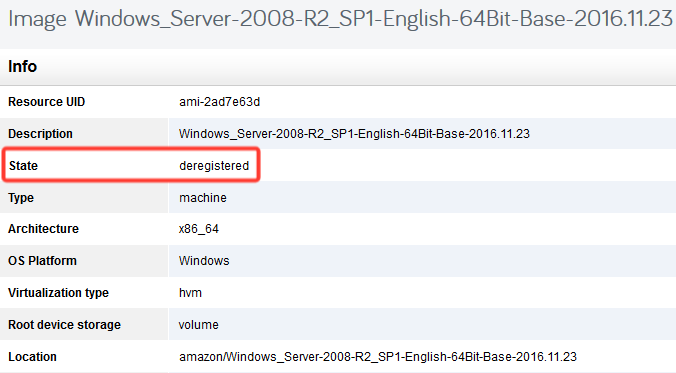 Image Windows_Server-2008-R2_SP1-English-64Bit-Base-2016.11.23
Info
Resource UID ami-2ad7e63d
Description Windows_Server-2008-R2_SP1-English-64Bit-Base-2016.11.23
State deregistered
Type machine
Architecture x86_64
OS Platform Windows
Virtualization type hvm
Root device storage volume
Location amazon/Windows_Server-2008-R2_SP1-English-64Bit-Base-2016.11.23